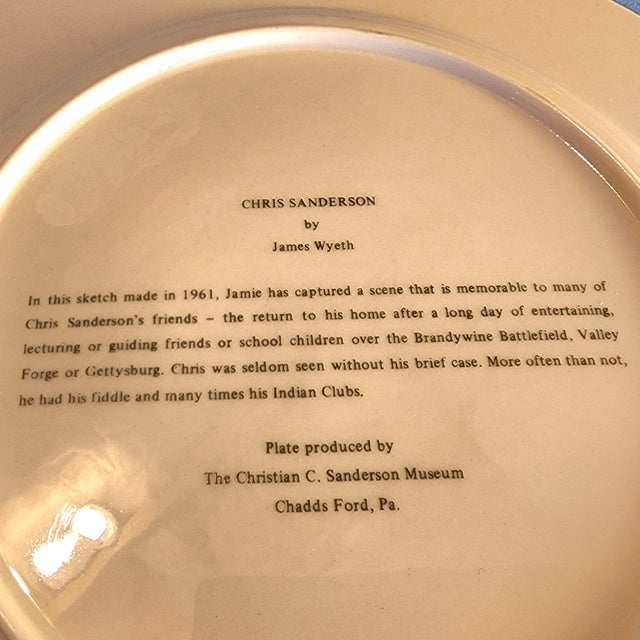 CHRIS SANDERSON
by
James Wyeth
In this sketch made in 1961, Jamie has captured a scene that is memorable to many of
Chris Sanderson's friends – the return to his home after a long day of entertaining,
lecturing or guiding friends or school children over the Brandywine Battlefield, Valley
Forge or Gettysburg. Chris was seldom seen without his brief case. More often than not,
he had his fiddle and many times his Indian Clubs.
Plate produced by
The Christian C. Sanderson Museum
Chadds Ford, Pa.